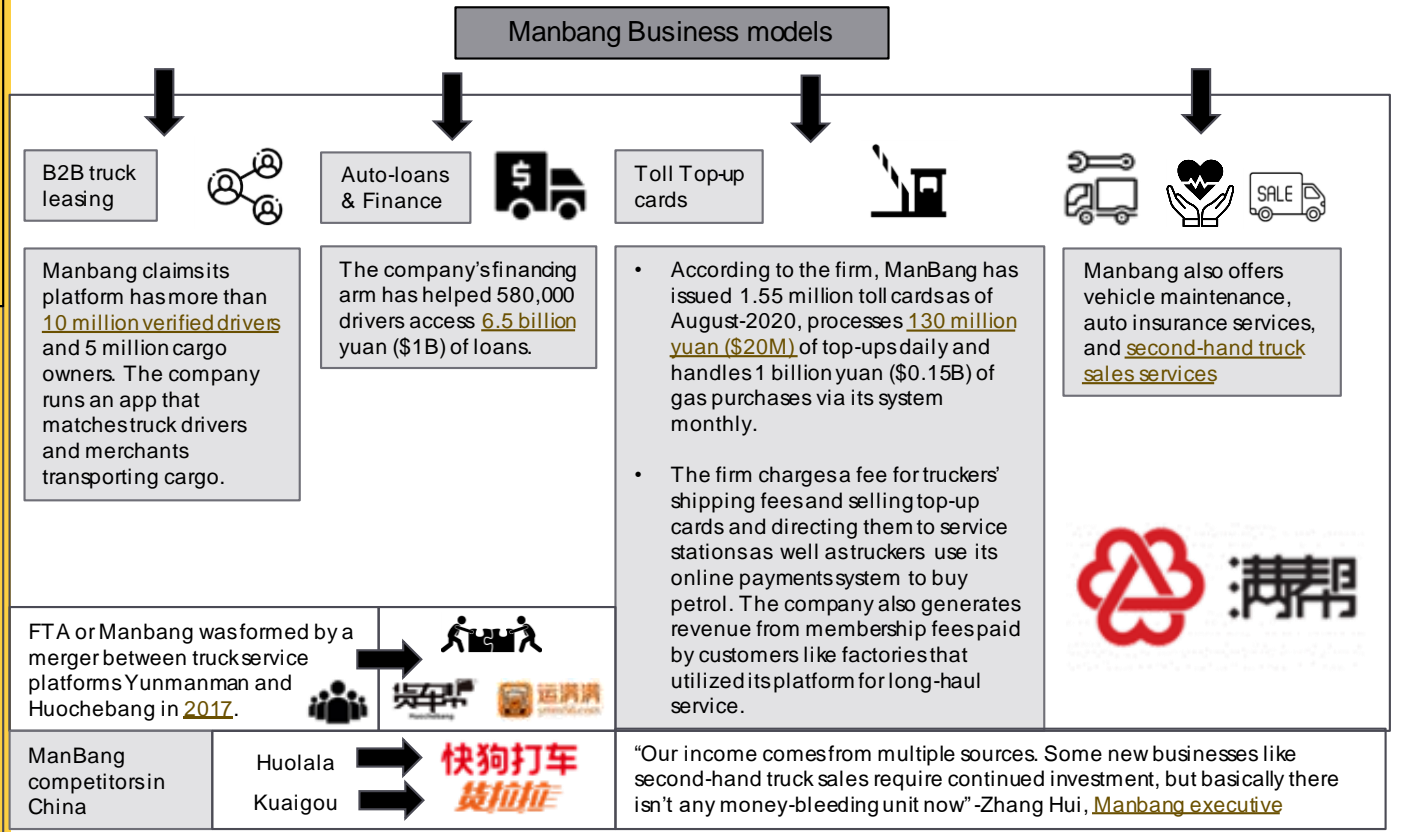 Manbang Business models
B2B truck
leasing
Auto-loans
& Finance
$
Toll Top-up
cards
SALE
Manbang claims its
platform has more than
10 million verified drivers
and 5 million cargo
owners. The company
runs an app that
matches truck drivers
and merchants
transporting cargo.
The company's financing
arm has helped 580,000
drivers access 6.5 billion
yuan ($1B) of loans.
• According to the firm, ManBang has
issued 1.55 million toll cards as of
August-2020, processes 130 million
yuan ($20M) of top-ups daily and
handles 1 billion yuan ($0.15B) of
gas purchases via its system
monthly.
• The firm charges a fee for truckers'
shipping fees and selling top-up
cards and directing them to service
stations as well as truckers use its
online payments system to buy
petrol. The company also generates
revenue from membership fees paid
by customers like factories that
utilized its platform for long-haul
service.
Manbang also offers
vehicle maintenance,
auto insurance services,
and second-hand truck
sales services
满帮
FTA or Manbang was formed by a
merger between truck service
platforms Yunmanman and
Huochebang in 2017.
货车帮
Huochebang
运满满
ymm56.com
ManBang
competitors in
China
Huolala
快狗打车
Kuaigou
货拉拉
“Our income comes from multiple sources. Some new businesses like
second-hand truck sales require continued investment, but basically there
isn't any money-bleeding unit now” -Zhang Hui, Manbang executive